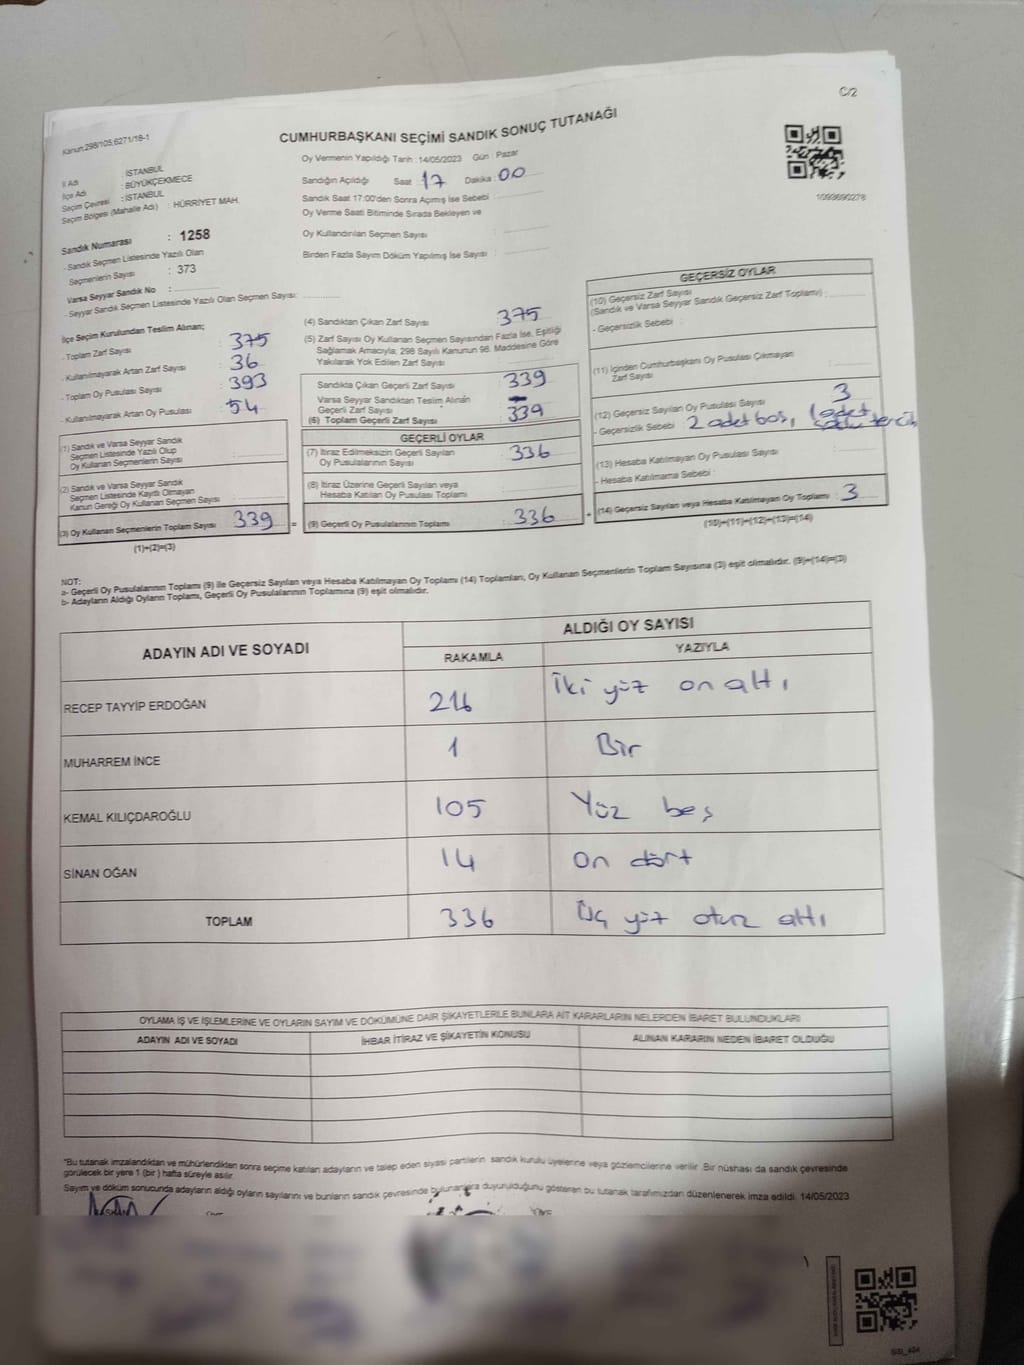 C/2
Kanun:298/105;6271/18-1
CUMHURBAŞKANI SEÇİMİ SANDIK SONUÇ TUTANAĞI
1093690278
İl Adı : İSTANBUL
İlçe Adı : BÜYÜKÇEKMECE
Seçim Çevresi : İSTANBUL
Seçim Bölgesi (Mahalle Adı) : HÜRRİYET MAH.
Sandık Numarası : 1258
- Sandık Seçmen Listesinde Yazılı Olan
Seçmenlerin Sayısı : 373
Varsa Seyyar Sandık No :
- Seyyar Sandık Seçmen Listesinde Yazılı Olan Seçmen Sayısı:
Oy Vermenin Yapıldığı Tarih : 14/05/2023 Gün : Pazar
Sandığın Açıldığı Saat 17 Dakika : 00
Sandık Saat 17:00'den Sonra Açılmış İse Sebebi :
Oy Verme Saati Bitiminde Sırada Bekleyen ve
Oy Kullandırılan Seçmen Sayısı :
Birden Fazla Sayım Döküm Yapılmış İse Sayısı :
İlçe Seçim Kurulundan Teslim Alınan;
- Toplam Zarf Sayısı : 375
- Kullanılmayarak Artan Zarf Sayısı : 36
- Toplam Oy Pusulası Sayısı : 393
- Kullanılmayarak Artan Oy Pusulası : 54
(1) Sandık ve Varsa Seyyar Sandık
Seçmen Listesinde Yazılı Olup
Oy Kullanan Seçmenlerin Sayısı :
(2) Sandık ve Varsa Seyyar Sandık
Seçmen Listesinde Kayıtlı Olmayan
Kanun Gereği Oy Kullanan Seçmen Sayısı :
(3) Oy Kullanan Seçmenlerin Toplam Sayısı 339 =
(1)+(2)=(3)
(4) Sandıktan Çıkan Zarf Sayısı 375
(5) Zarf Sayısı Oy Kullanan Seçmen Sayısından Fazla İse, Eşitliği
Sağlamak Amacıyla, 298 Sayılı Kanunun 98. Maddesine Göre
Yakılarak Yok Edilen Zarf Sayısı :
Sandıkta Çıkan Geçerli Zarf Sayısı : 339
Varsa Seyyar Sandıktan Teslim Alınan
Geçerli Zarf Sayısı :
(6) Toplam Geçerli Zarf Sayısı : 339
GEÇERLİ OYLAR
(7) İtiraz Edilmeksizin Geçerli Sayılan
Oy Pusulalarının Sayısı : 336
(8) İtiraz Üzerine Geçerli Sayılan veya
Hesaba Katılan Oy Pusulası Toplamı :
(9) Geçerli Oy Pusulalarının Toplamı : 336 +
GEÇERSİZ OYLAR
(10) Geçersiz Zarf Sayısı
(Sandık ve Varsa Seyyar Sandık Geçersiz Zarf Toplamı) :
- Geçersizlik Sebebi :
(11) İçinden Cumhurbaşkanı Oy Pusulası Çıkmayan
Zarf Sayısı :
(12) Geçersiz Sayılan Oy Pusulası Sayısı : 3
- Geçersizlik Sebebi 2 adet boş, 1 adet
tercih
(13) Hesaba Katılmayan Oy Pusulası Sayısı :
- Hesaba Katılmama Sebebi :
(14) Geçersiz Sayılan veya Hesaba Katılmayan Oy Toplamı : 3
(10)+(11)+(12)+(13)=(14)
NOT:
a- Geçerli Oy Pusulalarının Toplamı (9) ile Geçersiz Sayılan veya Hesaba Katılmayan Oy Toplamı (14) Toplamları, Oy Kullanan Seçmenlerin Toplam Sayısına (3) eşit olmalıdır. (9)+(14)=(3)
b- Adayların Aldığı Oyların Toplamı, Geçerli Oy Pusulalarının Toplamına (9) eşit olmalıdır.
ADAYIN ADI VE SOYADI
ALDIĞI OY SAYISI
RAKAMLA YAZIYLA
RECEP TAYYİP ERDOĞAN 216 İki yüz on altı
MUHARREM İNCE 1 Bir
KEMAL KILIÇDAROĞLU 105 Yüz beş
SİNAN OĞAN 14 on dört
TOPLAM 336 Üç yüz otuz altı
OYLAMA İŞ VE İŞLEMLERİNE VE OYLARIN SAYIM VE DÖKÜMÜNE DAİR ŞİKAYETLERLE BUNLARA AİT KARARLARIN NELERDEN İBARET BULUNDUKLARI
ADAYIN ADI VE SOYADI İHBAR İTİRAZ VE ŞİKAYETİN KONUSU ALINAN KARARIN NEDEN İBARET OLDUĞU
*Bu tutanak imzalandıktan ve mühürlendikten sonra seçime katılan adayların ve talep eden siyasi partilerin sandık kurulu üyelerine veya gözlemcilerine verilir. Bir nüshası da sandık çevresinde
görülecek bir yere 1 (bir ) hafta süreyle asılır.
Sayım ve döküm sonucunda adayların aldığı oyların sayılarını ve bunların sandık çevresinde bulunanlara duyurulduğunu gösteren bu tutanak tarafımızdan düzenlenerek imza edildi. 14/05/2023